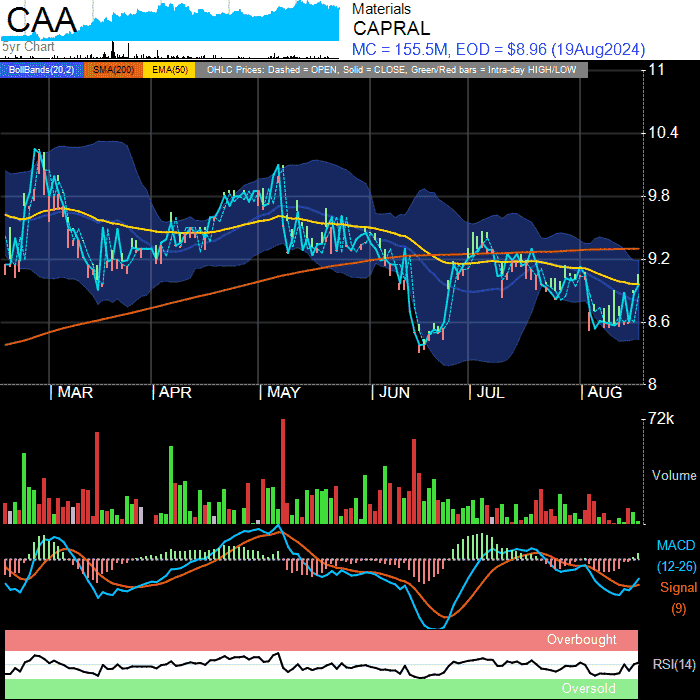 CAA
5yr Chart
Materials
CAPRAL
MC = 155.5M, EOD = $8.96 (19Aug2024)
BollBands(20,2) SMA(200) EMA(50) OHLC Prices: Dashed = OPEN, Solid = CLOSE, Green/Red bars = Intra-day HIGH/LOW
11
10.4
9.8
9.2
8.6
8
MAR APR MAY JUN JUL AUG
72k
Volume
MACD
(12-26)
Signal
(9)
Overbought
RSI(14)
Oversold